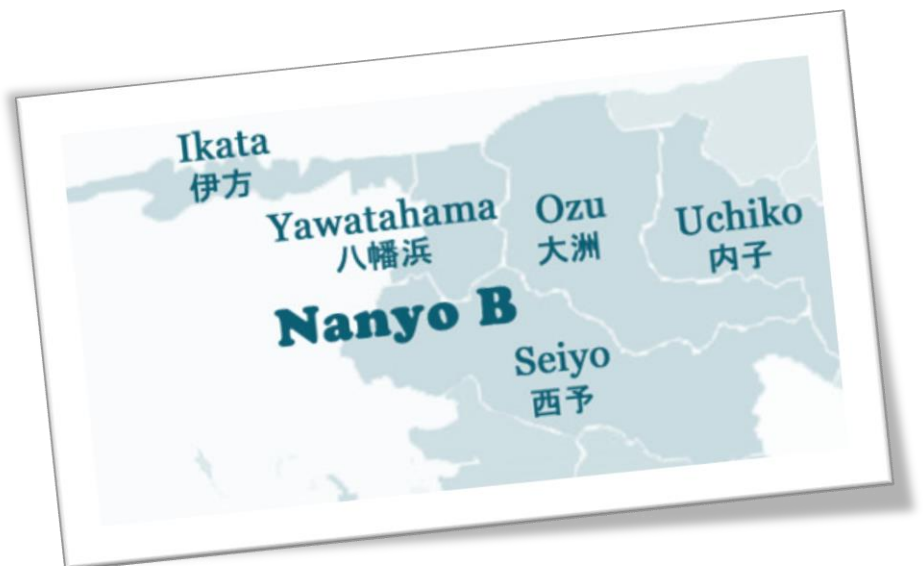 Ikata
伊方
Yawatahama
八幡浜
Ozu
大洲
Uchiko
内子
Nanyo B
Seiyo
西予